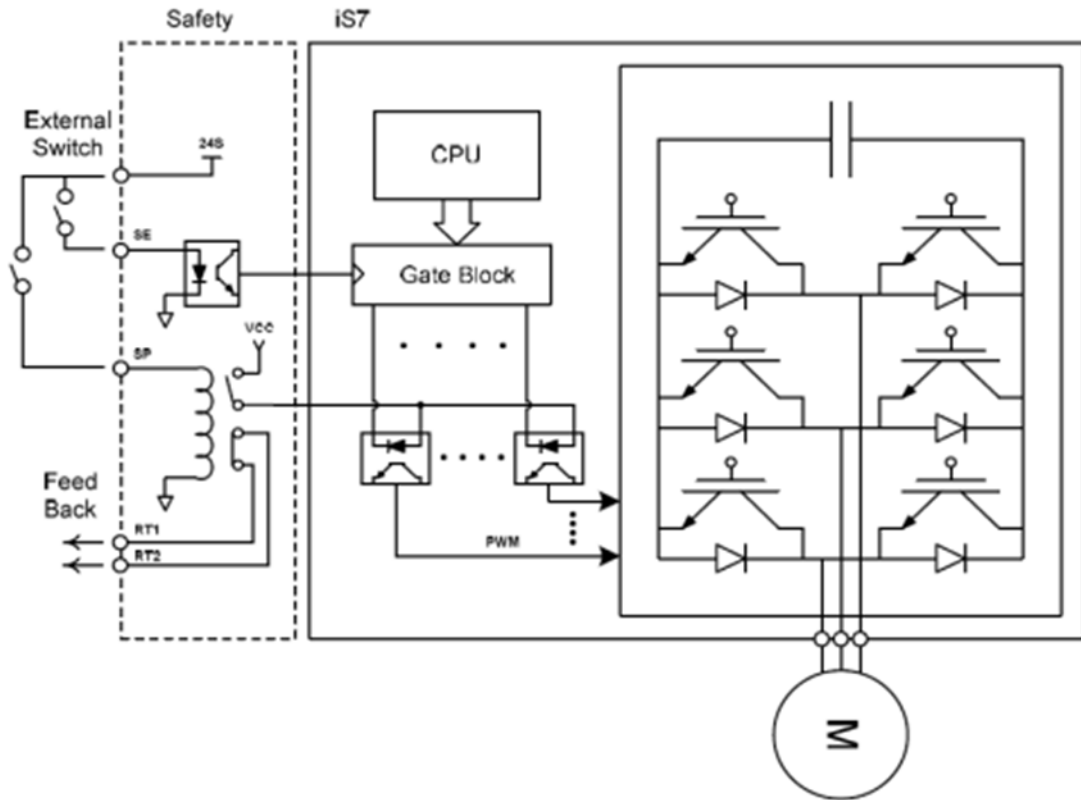 Safety
iS7
External
Switch
24S
CPU
SE
Gate Block
VCC
SP
Feed
Back
RT1
RT2
PWM
M